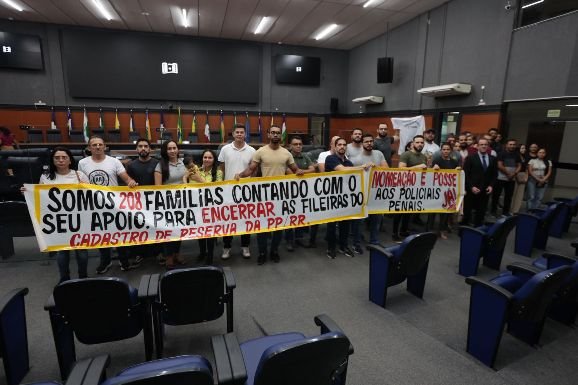 SOMOS 208 FAMÍLIAS CONTANDO COM O
SEU APOIO. PARA ENCERRAR AS FILEIRAS DO
CADASTRO DE RESERVA DA PP/RR
NOMEAÇÃO E POSSE
AOS POLICIAIS
PENAIS.